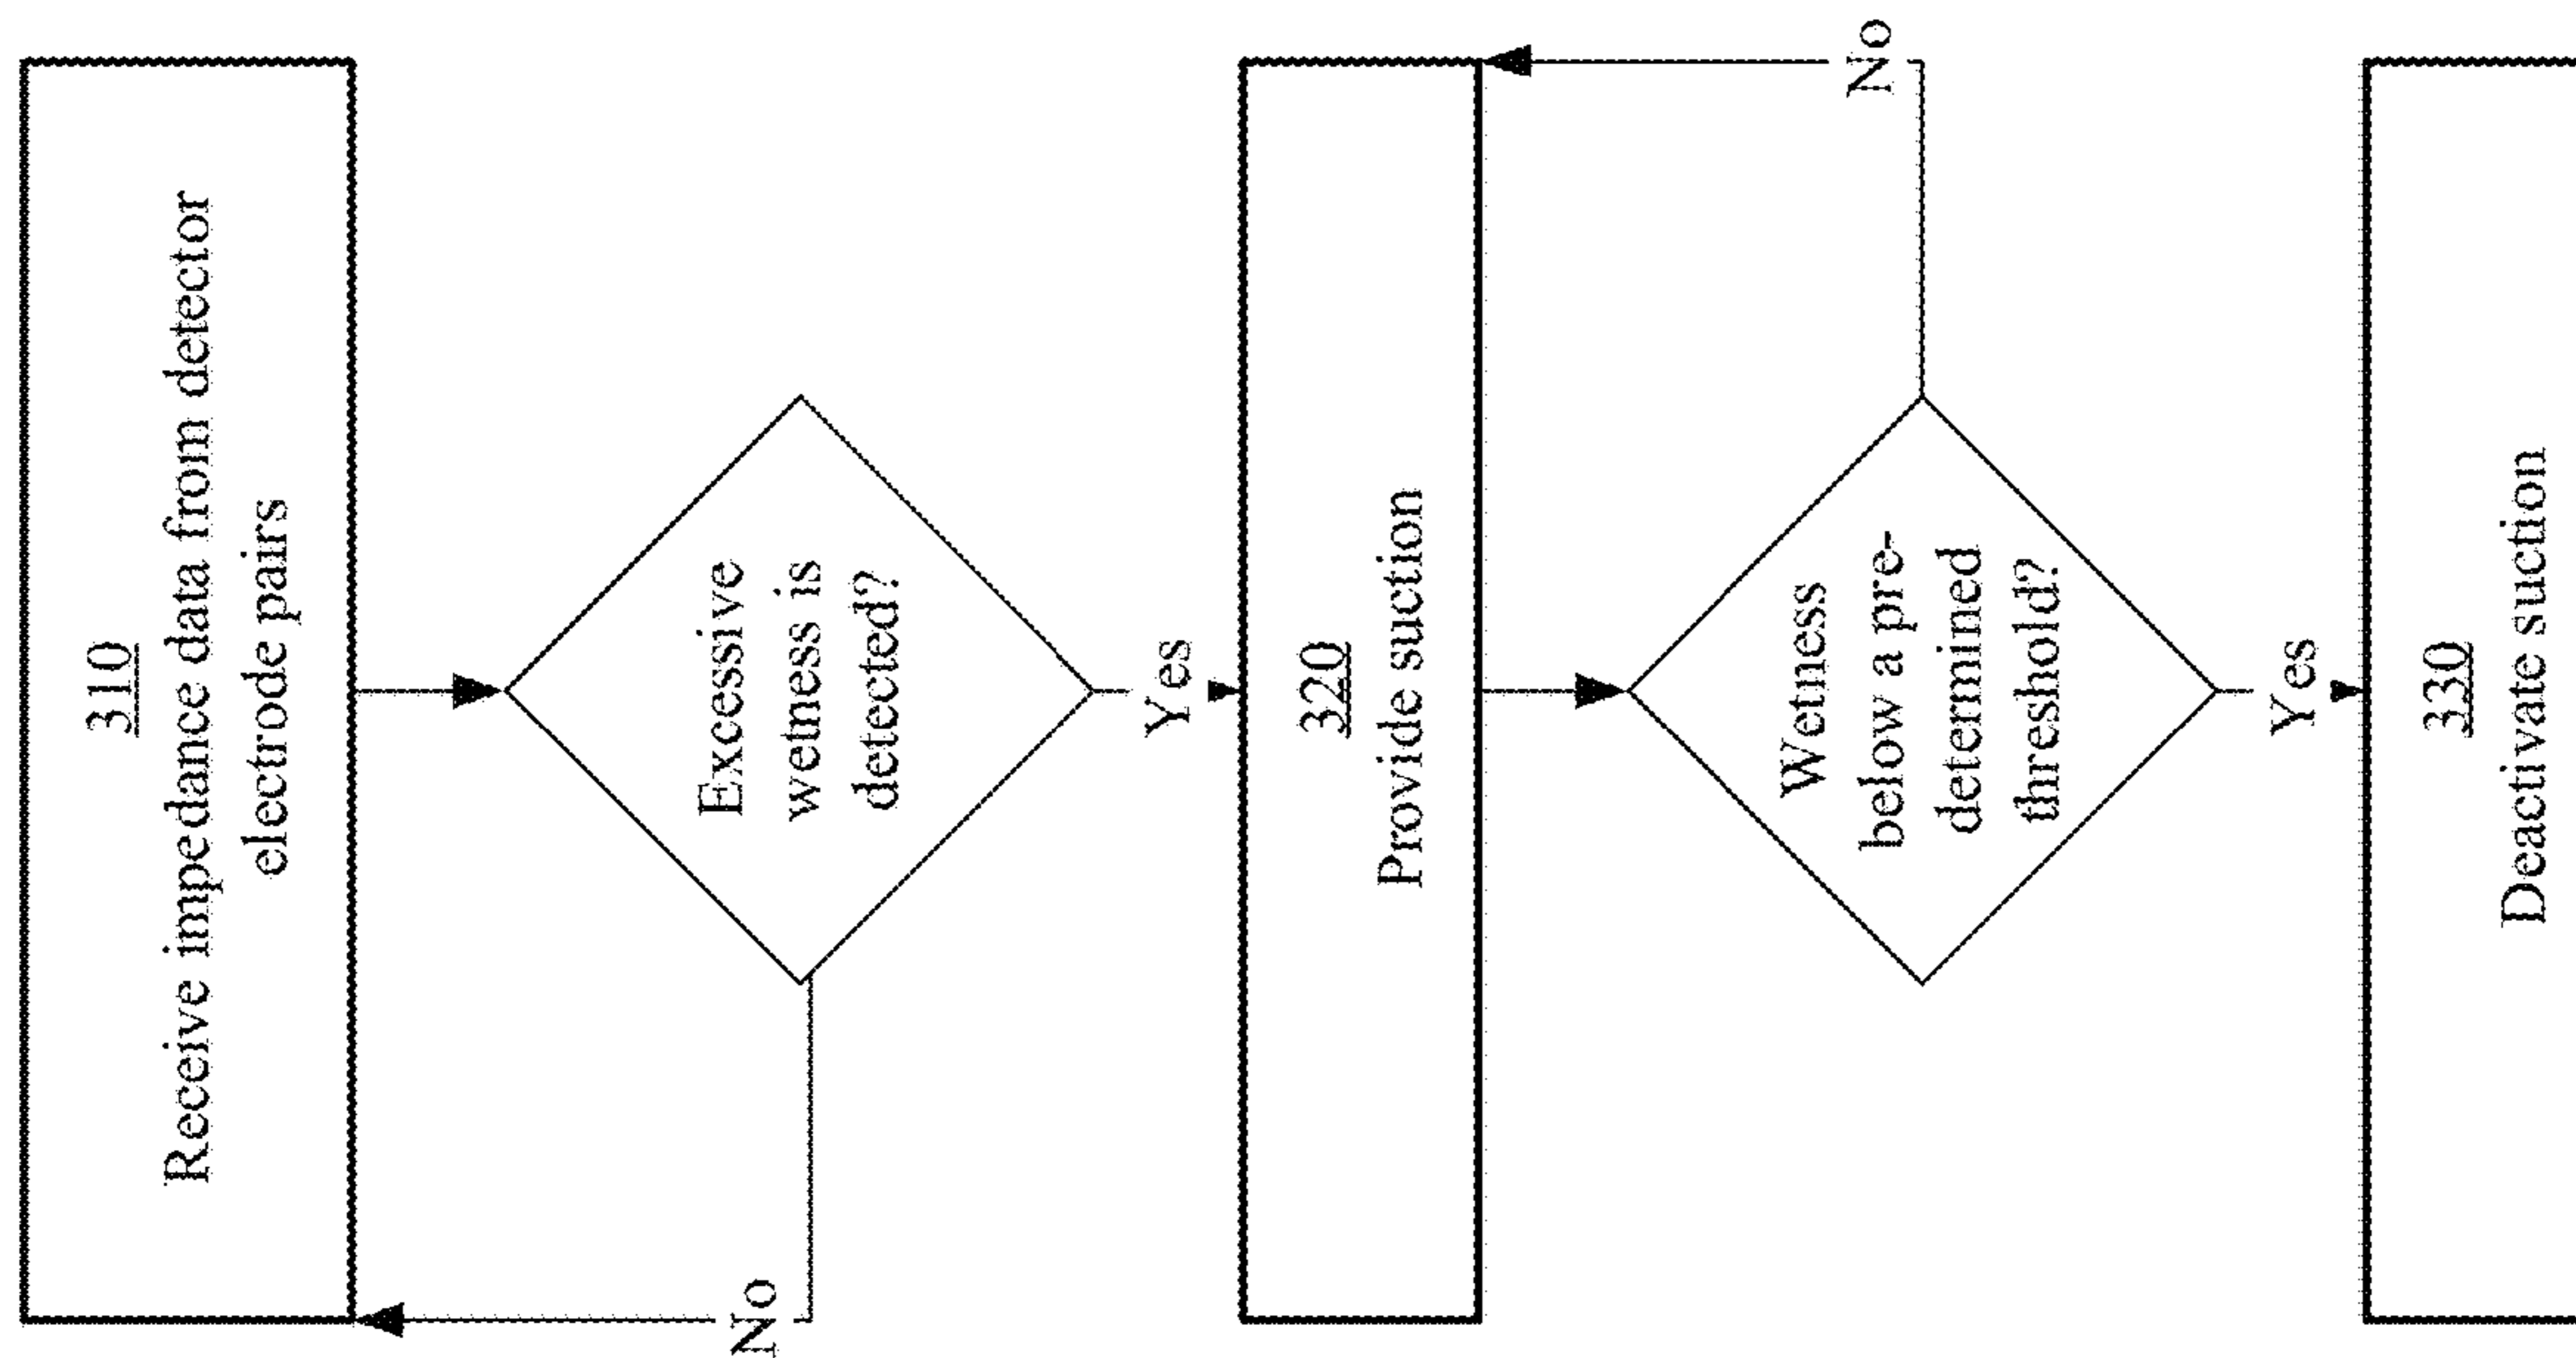 310
Receive impedance data from detector
electrode pairs
Excessive
wetness is
detected?
No
Yes
320
Provide suction
Wetness
below a pre-
determined
threshold?
No
Yes
330
Deactivate suction